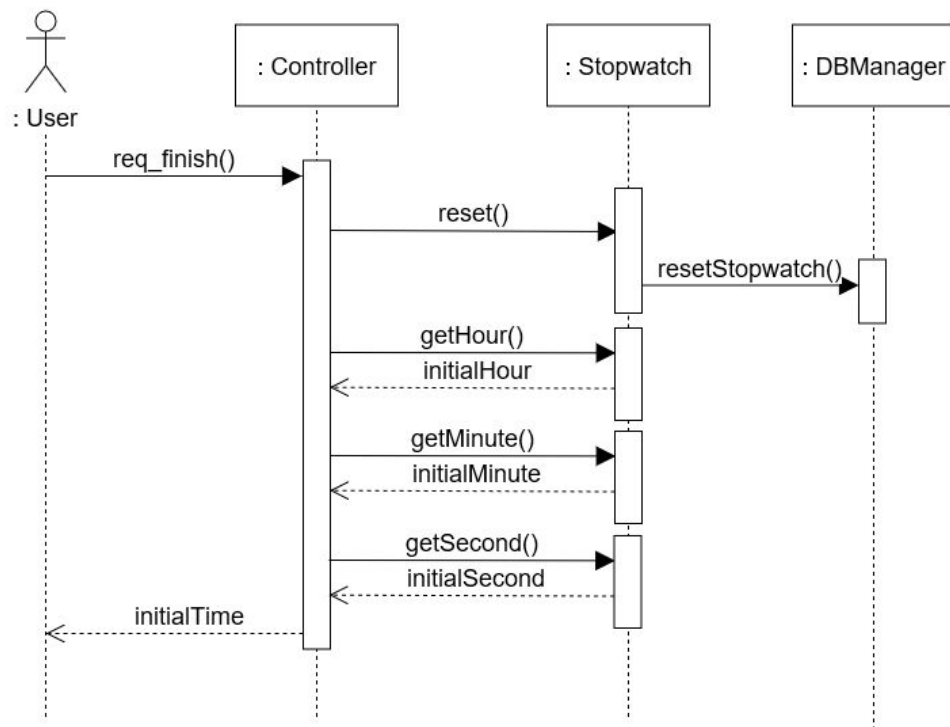 : Controller
: Stopwatch
: DBManager
: User
req_finish()
reset()
resetStopwatch()
getHour()
initialHour
getMinute()
initialMinute
getSecond()
initialSecond
initialTime